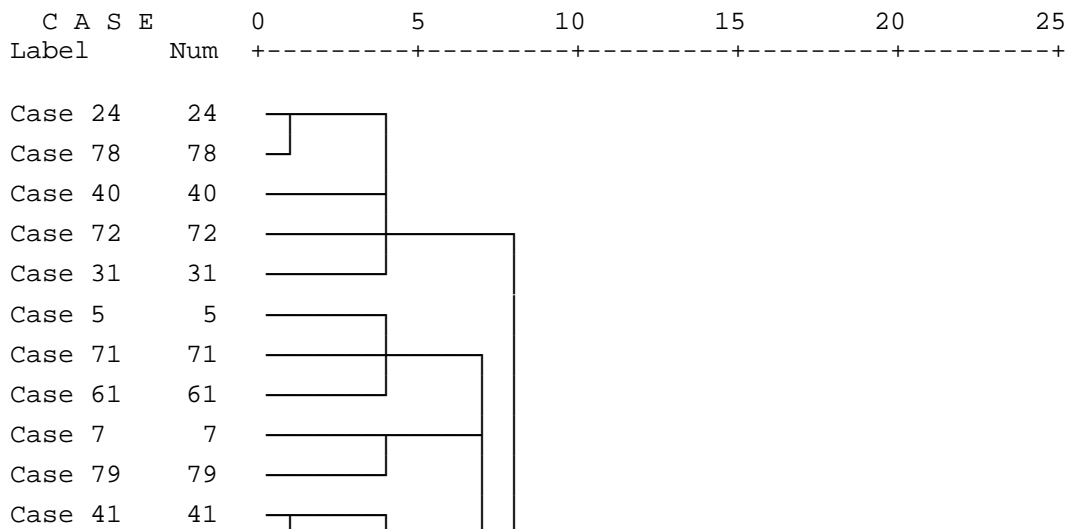 C A S E 0 5 10 15 20 25
Label Num +---------+---------+---------+---------+---------+
Case 24 24
Case 78 78
Case 40 40
Case 72 72
Case 31 31
Case 5 5
Case 71 71
Case 61 61
Case 7 7
Case 79 79
Case 41 41